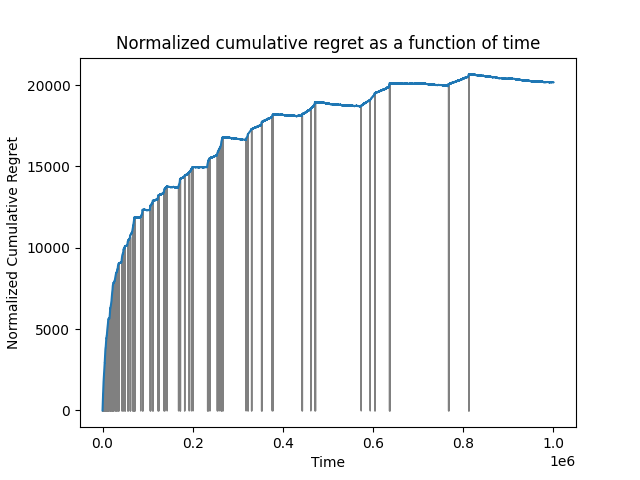 Normalized cumulative regret as a function of time
Normalized Cumulative Regret
20000
15000
10000
5000
0
0.0 0.2 0.4 0.6 0.8 1.0
1e6
Time